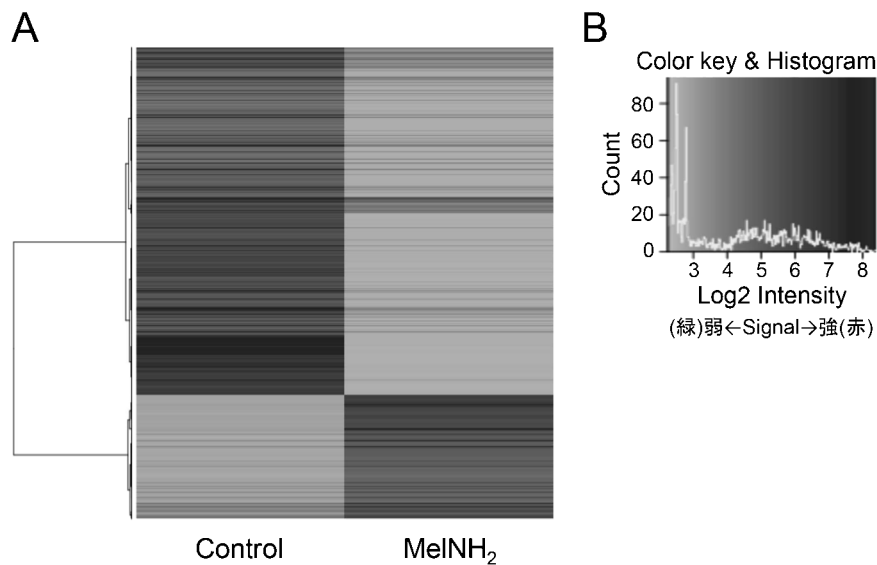 A
B
Color key & Histogram
Count
80
60
40
20
0
3 4 5 6 7 8
Log2 Intensity
(緑)弱←Signal→強(赤)
Control MelNH₂